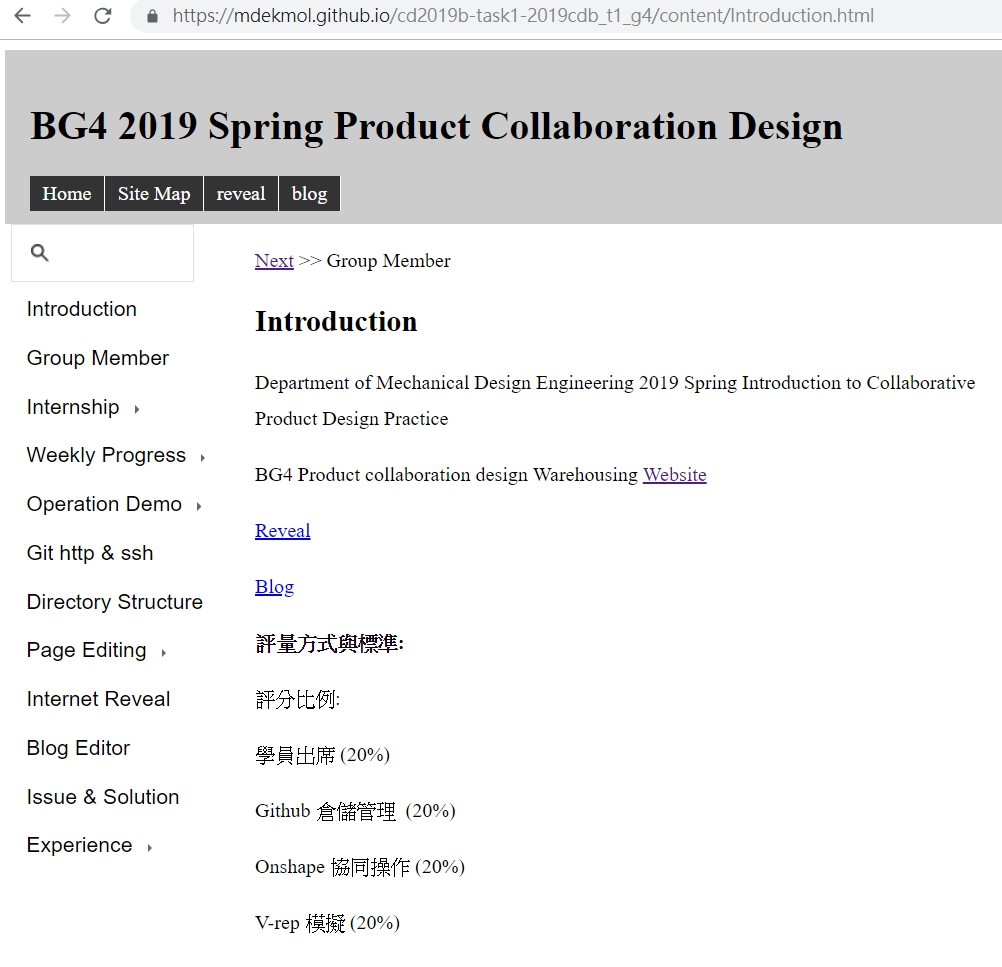 https://mdekmol.github.io/cd2019b-task1-2019cdb_t1_g4/content/Introduction.html
BG4 2019 Spring Product Collaboration Design
Home Site Map reveal blog
Introduction
Group Member
Internship
Weekly Progress
Operation Demo
Git http & ssh
Directory Structure
Page Editing
Internet Reveal
Blog Editor
Issue & Solution
Experience
Next >> Group Member
Introduction
Department of Mechanical Design Engineering 2019 Spring Introduction to Collaborative
Product Design Practice
BG4 Product collaboration design Warehousing Website
Reveal
Blog
評量方式與標準:
評分比例:
學員出席 (20%)
Github 倉儲管理 (20%)
Onshape 協同操作 (20%)
V-rep 模擬 (20%)